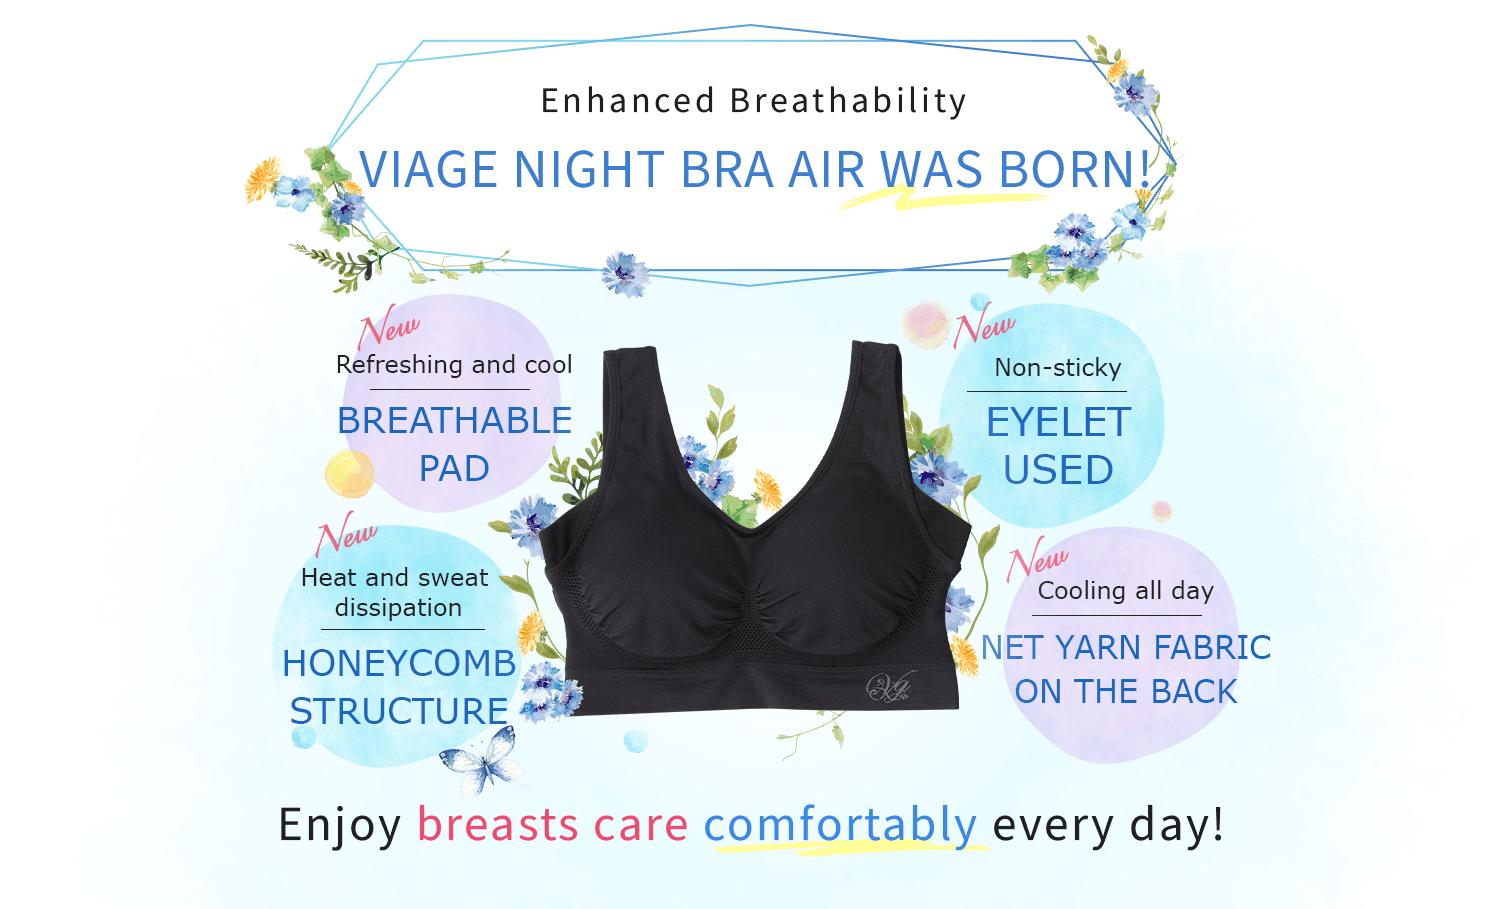 Enhanced Breathability
VIAGE NIGHT BRA AIR WAS BORN!
New
Refreshing and cool
BREATHABLE
PAD
New
Non-sticky
EYELET
USED
New
Heat and sweat
dissipation
HONEYCOMB
STRUCTURE
New
Cooling all day
NET YARN FABRIC
ON THE BACK
Vg
Enjoy breasts care comfortably every day!